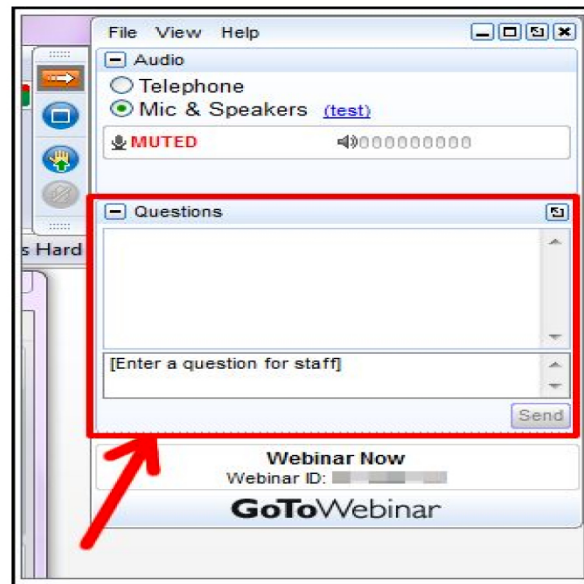 File View Help
Audio
Telephone
Mic & Speakers (test)
MUTED 000000000
Questions
s Hard
[Enter a question for staff]
Send
Webinar Now
Webinar ID:
GoToWebinar